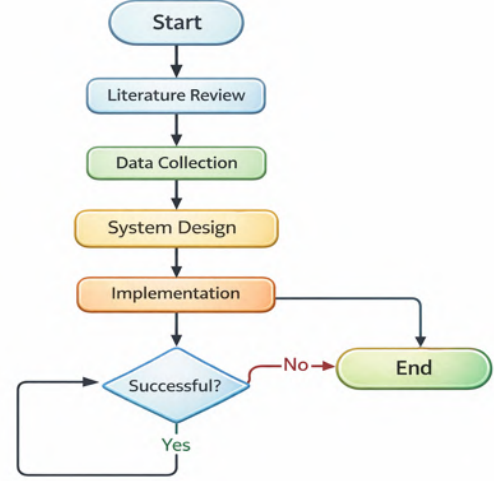 Start
Literature Review
Data Collection
System Design
Implementation
Successful?
No
End
Yes